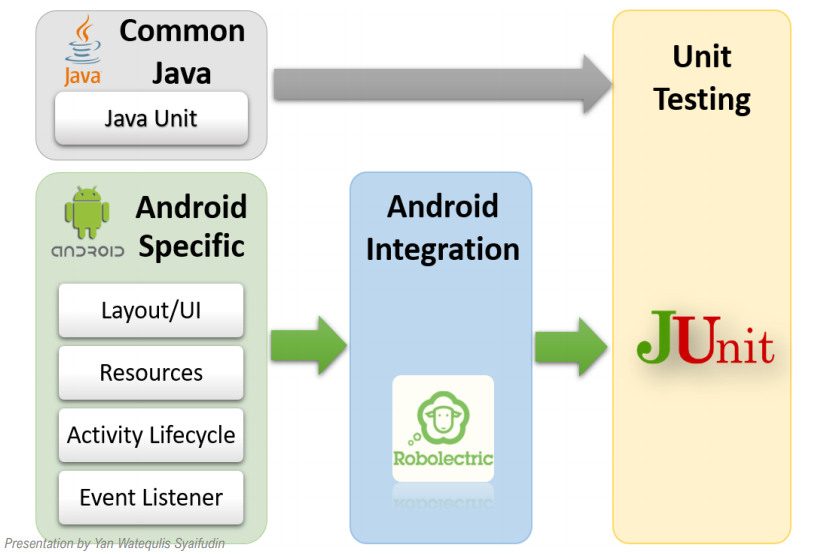 Common
Java
Java
Java Unit
Unit
Testing
Android
Specific
ANDROID
Layout/UI
Resources
Activity Lifecycle
Event Listener
Android
Integration
Robolectric
JUnit
Presentation by Yan Watequlis Syaifudin